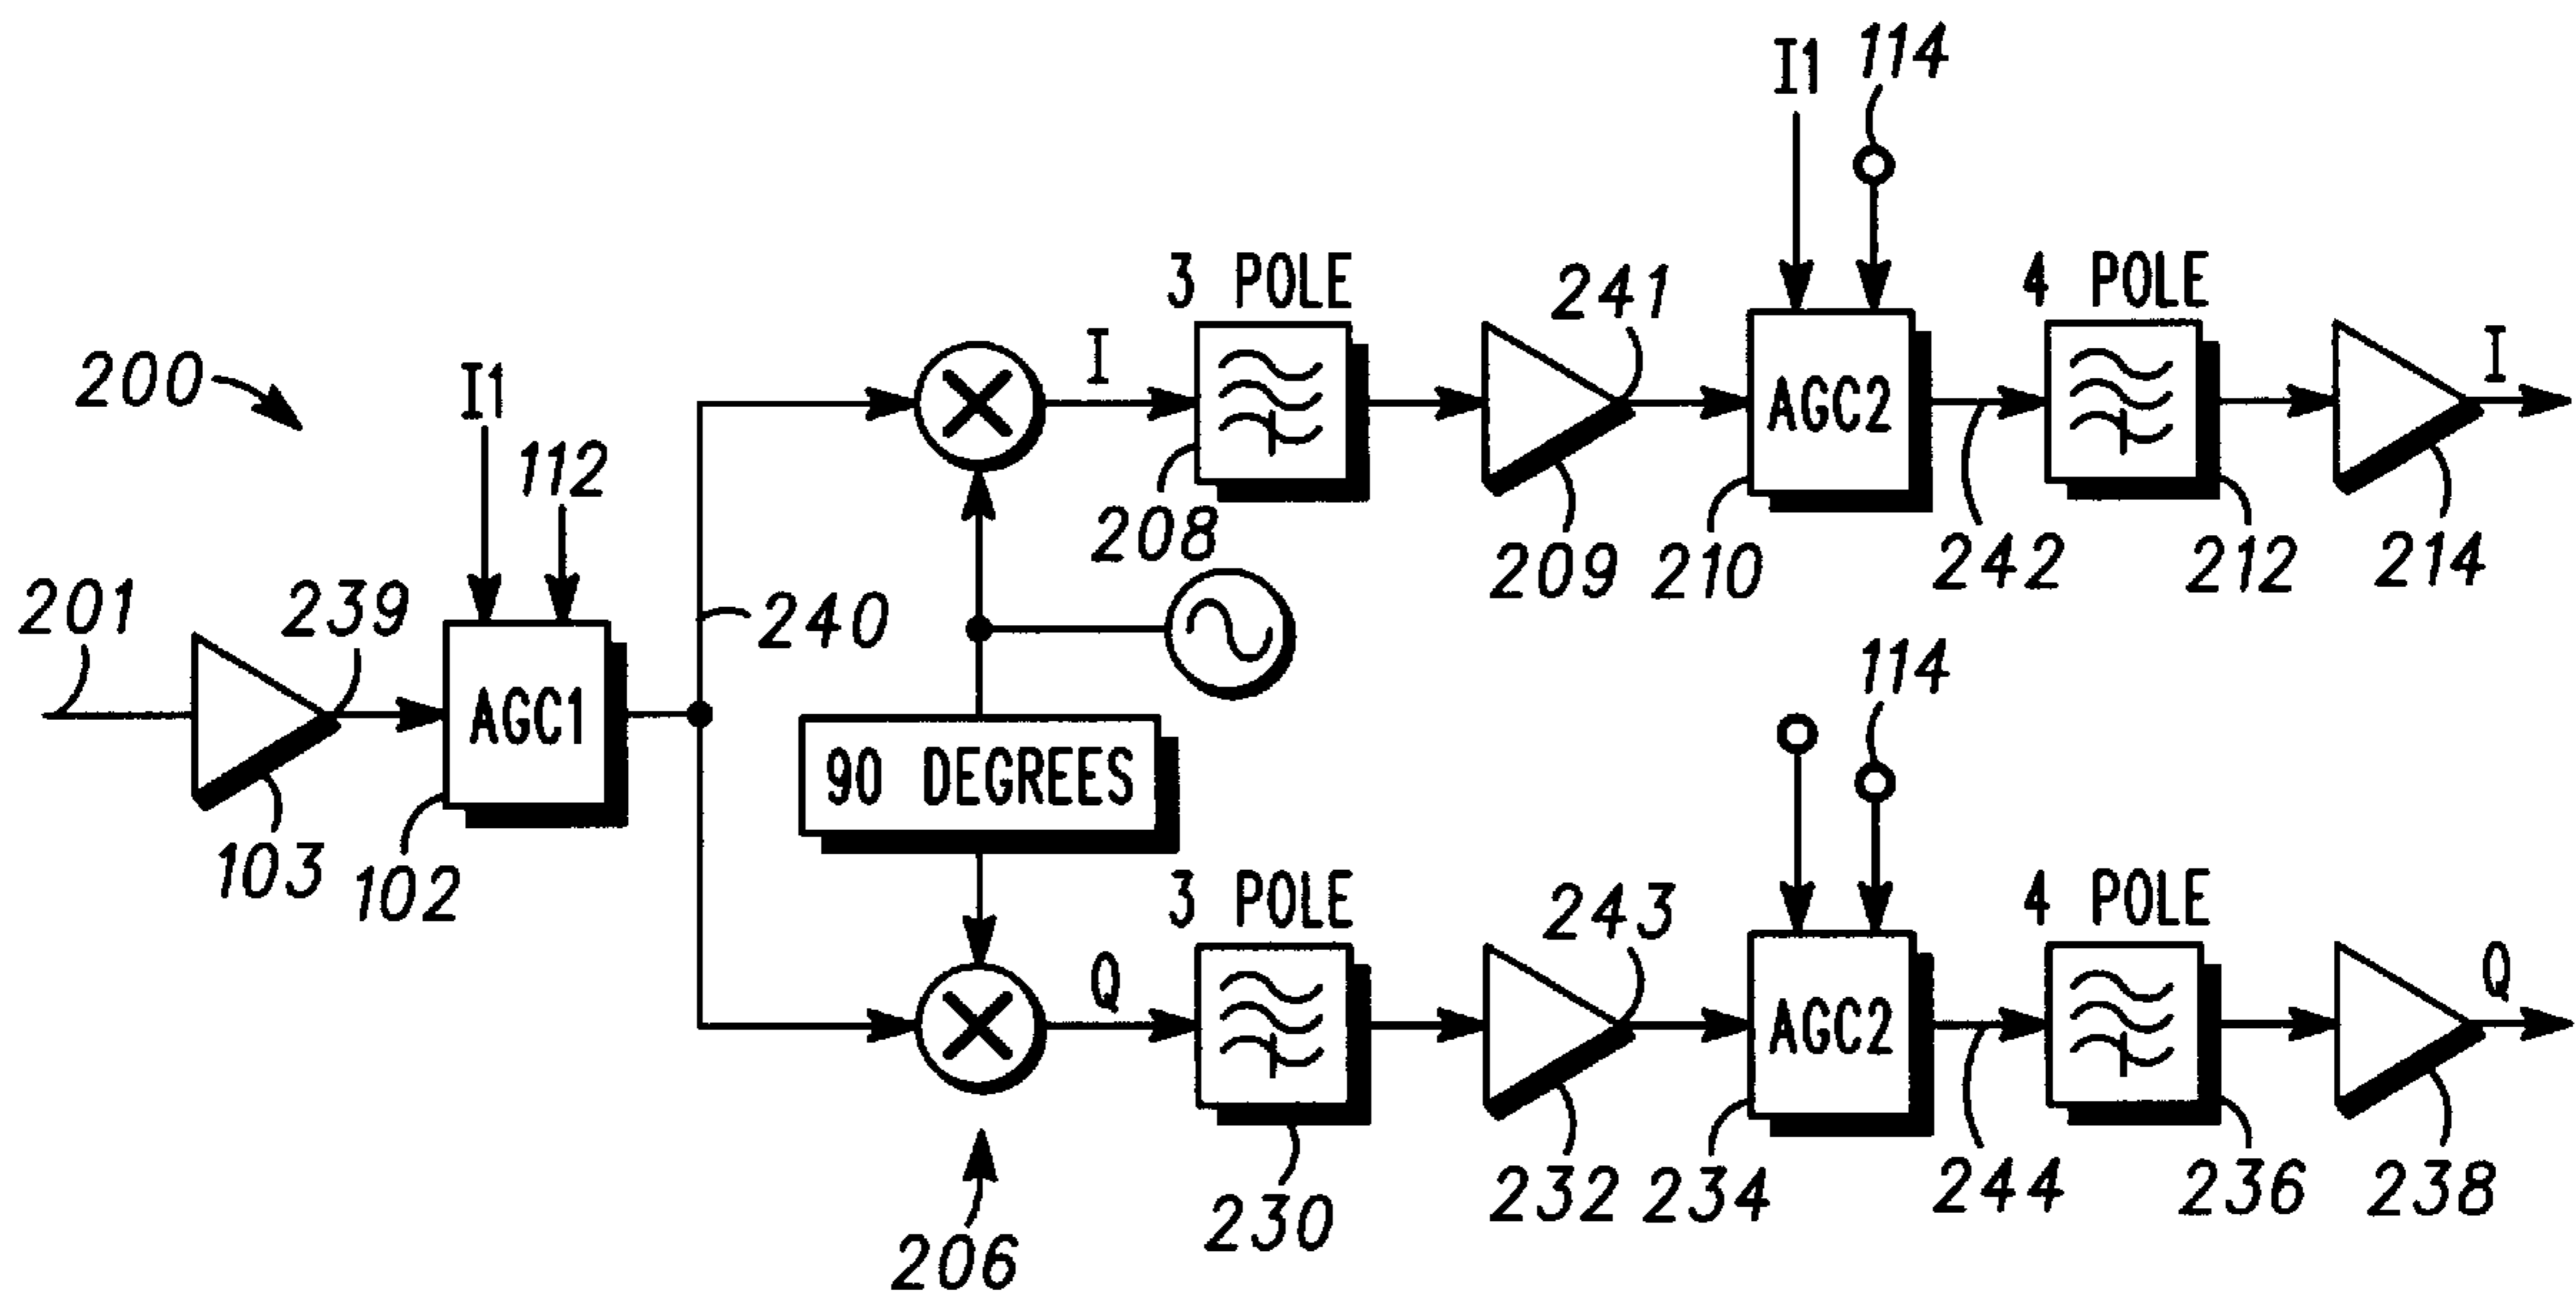 I1 114
3 POLE 241 4 POLE
200 I1 I AGC2 I
112 208 209 210 242 212 214
201 239 240
AGC1 114
90 DEGREES
103 102 3 POLE 243 4 POLE
Q AGC2 Q
206 230 232 234 244 236 238